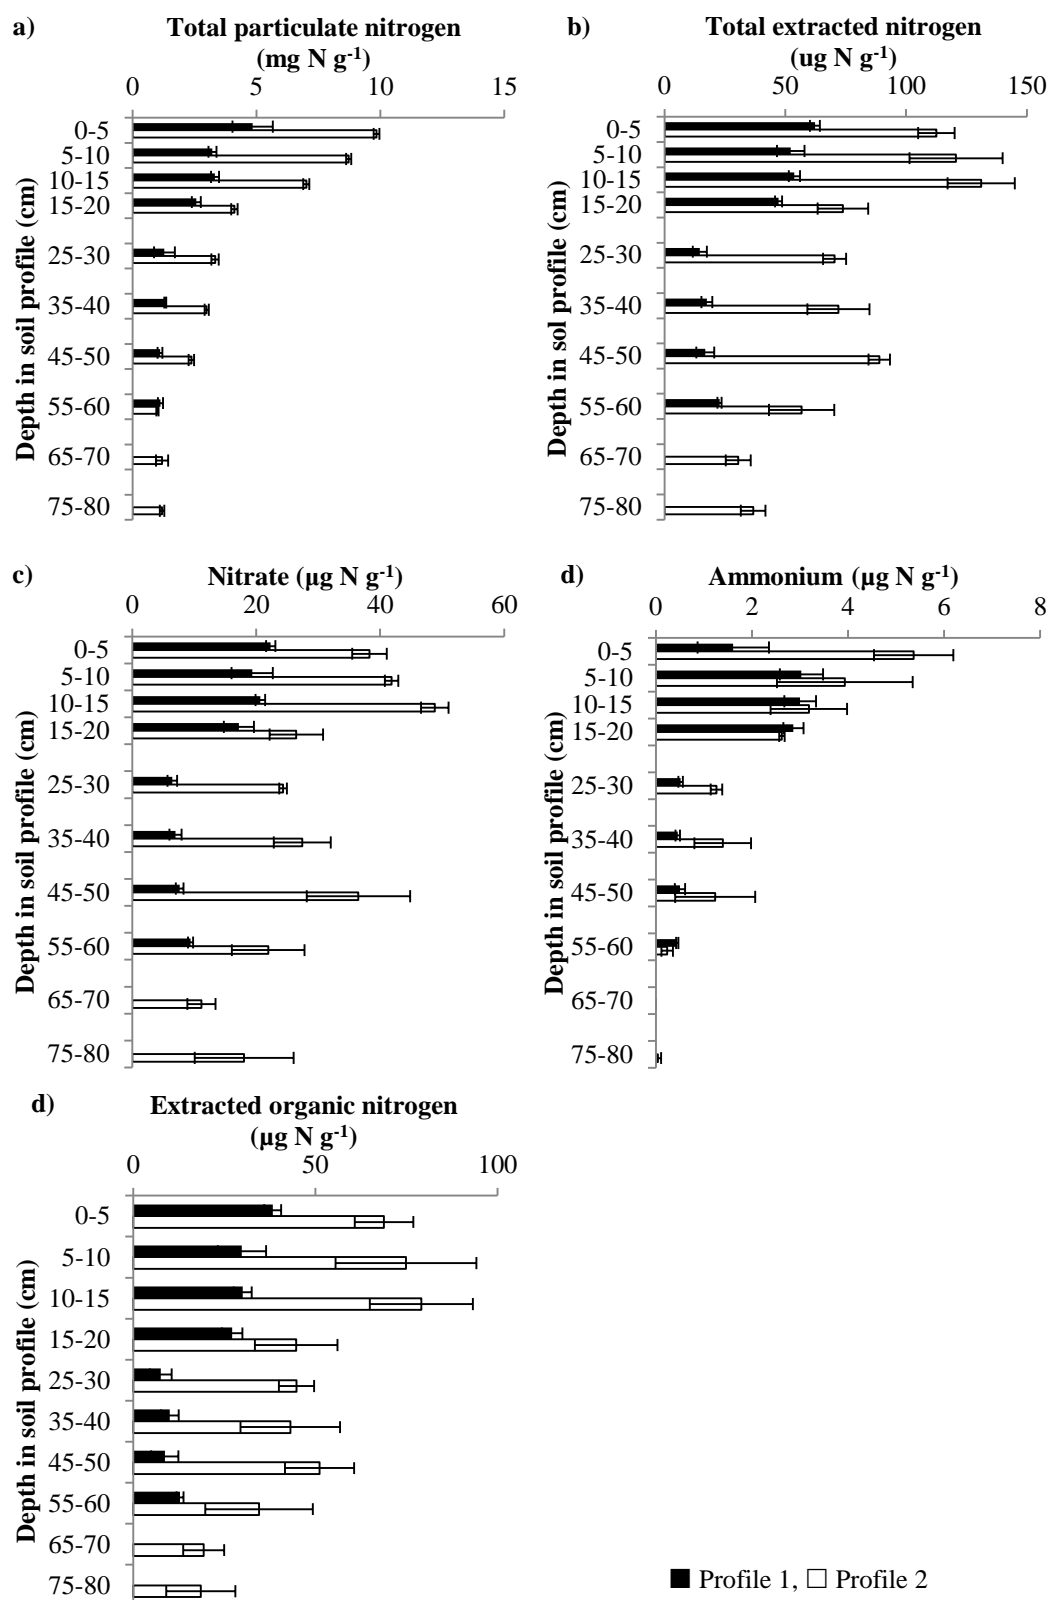 a)
Total particulate nitrogen
(mg N g⁻¹)
0 5 10 15
Depth in soil profile (cm)
0-5
5-10
10-15
15-20
25-30
35-40
45-50
55-60
65-70
75-80
b)
Total extracted nitrogen
(ug N g⁻¹)
0 50 100 150
Depth in sol profile (cm)
0-5
5-10
10-15
15-20
25-30
35-40
45-50
55-60
65-70
75-80
c)
Nitrate (µg N g⁻¹)
0 20 40 60
Depth in soil profile (cm)
0-5
5-10
10-15
15-20
25-30
35-40
45-50
55-60
65-70
75-80
d)
Ammonium (µg N g⁻¹)
0 2 4 6 8
Depth in soil profile (cm)
0-5
5-10
10-15
15-20
25-30
35-40
45-50
55-60
65-70
75-80
d)
Extracted organic nitrogen
(µg N g⁻¹)
0 50 100
Depth in soil profile (cm)
0-5
5-10
10-15
15-20
25-30
35-40
45-50
55-60
65-70
75-80
Profile 1, Profile 2